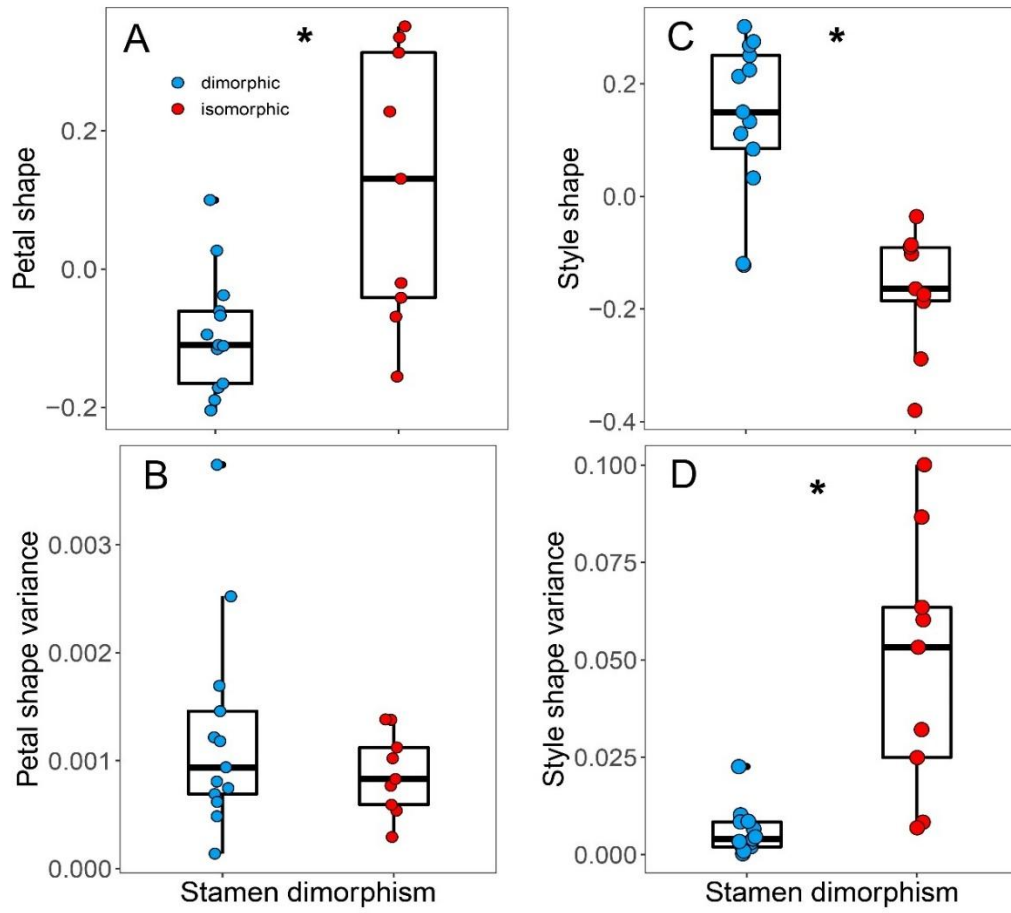 A
*
dimorphic
isomorphic
Petal shape
0.2
0.0
−0.2
C
*
Style shape
0.2
0.0
−0.2
−0.4
B
Petal shape variance
0.003
0.002
0.001
0.000
Stamen dimorphism
D
*
Style shape variance
0.100
0.075
0.050
0.025
0.000
Stamen dimorphism